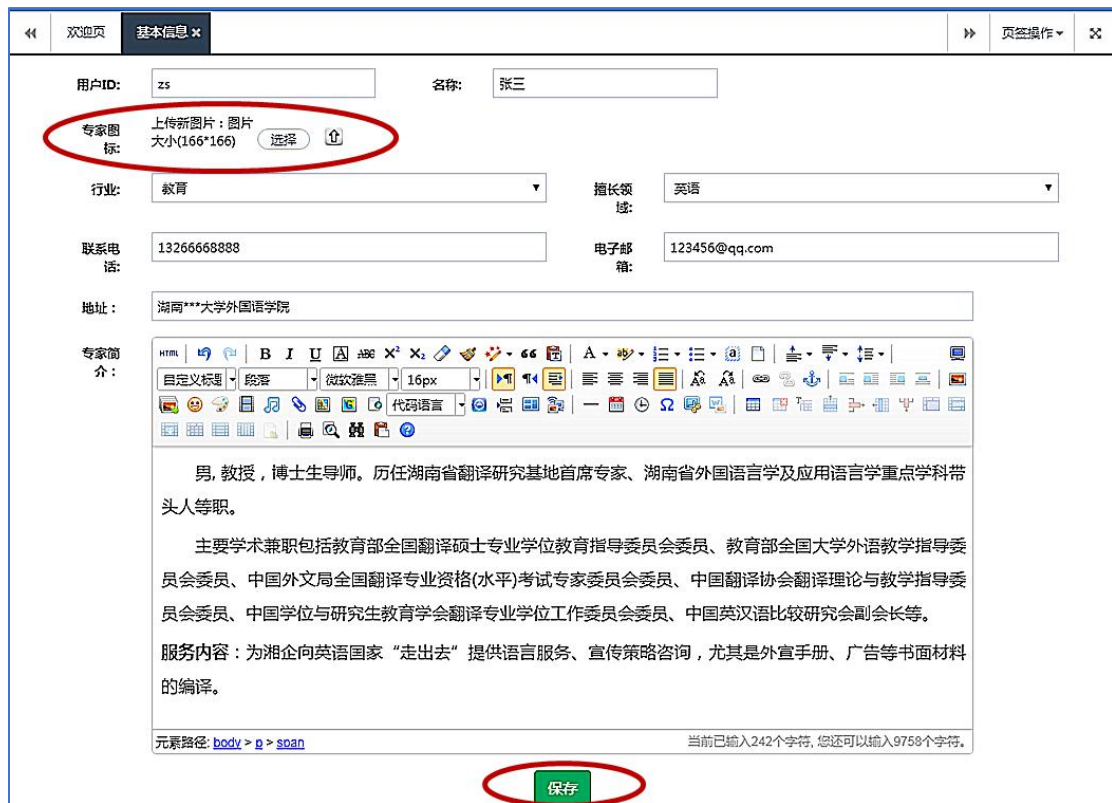 欢迎页 基本信息 × 页签操作
用户ID: zs 名称: 张三
专家图标: 上传新图片：图片
大小(166*166) 选择
行业: 教育 擅长领域: 英语
联系电话: 13266668888 电子邮箱: 123456@qq.com
地址： 湖南***大学外国语学院
专家简介：
HTML B I U A ABC X² X₂ 66 T A ab a
自定义标题 段落 微软雅黑 16px
代码语言 Ω
男, 教授，博士生导师。历任湖南省翻译研究基地首席专家、湖南省外国语言学及应用语言学重点学科带
头人等职。
主要学术兼职包括教育部全国翻译硕士专业学位教育指导委员会委员、教育部全国大学外语教学指导委
员会委员、中国外文局全国翻译专业资格(水平)考试专家委员会委员、中国翻译协会翻译理论与教学指导委
员会委员、中国学位与研究生教育学会翻译专业学位工作委员会委员、中国英汉语比较研究会副会长等。
服务内容：为湘企向英语国家“走出去”提供语言服务、宣传策略咨询，尤其是外宣手册、广告等书面材料
的编译。
元素路径: body > p > span 当前已输入242个字符, 您还可以输入9758个字符。
保存